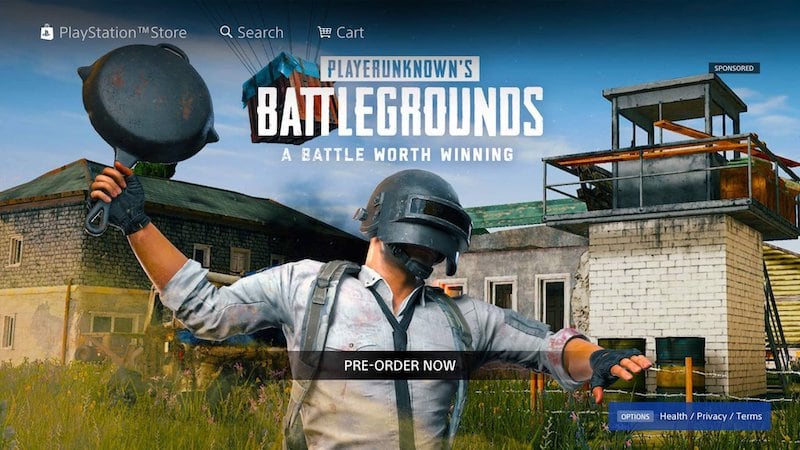 PlayStation™Store
Search
Cart
SPONSORED
PLAYERUNKNOWN'S
BATTLEGROUNDS
A BATTLE WORTH WINNING
PRE-ORDER NOW
OPTIONS Health / Privacy / Terms